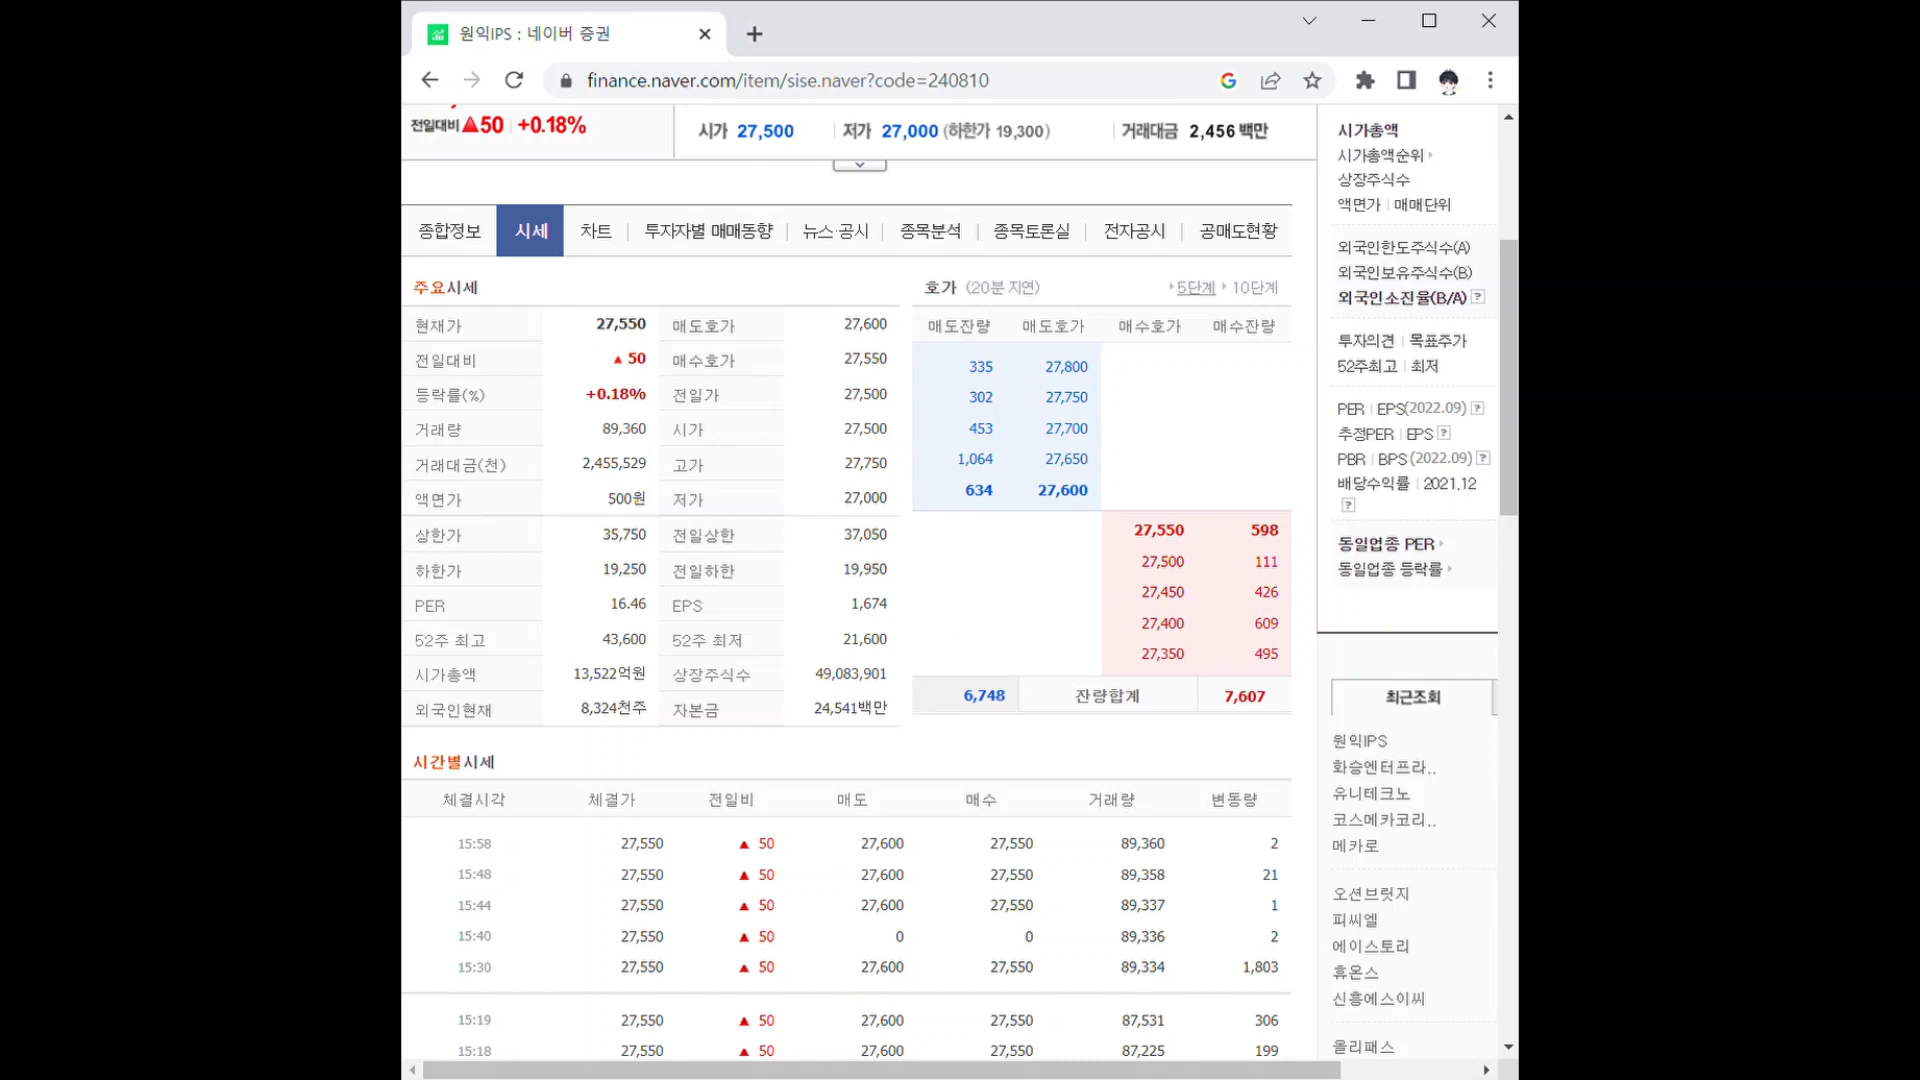 원익IPS : 네이버 증권
finance.naver.com/item/sise.naver?code=240810
전일대비 ▲50 +0.18%
시가 27,500 저가 27,000 (하한가 19,300) 거래대금 2,456 백만
종합정보 시세 차트 투자자별 매매동향 뉴스·공시 종목분석 종목토론실 전자공시 공매도현황
주요시세
현재가 27,550 매도호가 27,600
전일대비 ▲ 50 매수호가 27,550
등락률(%) +0.18% 전일가 27,500
거래량 89,360 시가 27,500
거래대금(천) 2,455,529 고가 27,750
액면가 500원 저가 27,000
상한가 35,750 전일상한 37,050
하한가 19,250 전일하한 19,950
PER 16.46 EPS 1,674
52주 최고 43,600 52주 최저 21,600
시가총액 13,522억원 상장주식수 49,083,901
외국인현재 8,324천주 자본금 24,541백만
호가 (20분 지연) 5단계 10단계
매도잔량 매도호가 매수호가 매수잔량
335 27,800
302 27,750
453 27,700
1,064 27,650
634 27,600
27,550 598
27,500 111
27,450 426
27,400 609
27,350 495
6,748 잔량합계 7,607
시간별시세
체결시각 체결가 전일비 매도 매수 거래량 변동량
15:58 27,550 ▲ 50 27,600 27,550 89,360 2
15:48 27,550 ▲ 50 27,600 27,550 89,358 21
15:44 27,550 ▲ 50 27,600 27,550 89,337 1
15:40 27,550 ▲ 50 0 0 89,336 2
15:30 27,550 ▲ 50 27,600 27,550 89,334 1,803
15:19 27,550 ▲ 50 27,600 27,550 87,531 306
15:18 27,550 ▲ 50 27,600 27,550 87,225 199
시가총액
시가총액순위
상장주식수
액면가 매매단위
외국인한도주식수(A)
외국인보유주식수(B)
외국인소진율(B/A) ?
투자의견 목표주가
52주최고 최저
PER EPS(2022.09) ?
추정PER EPS ?
PBR BPS (2022.09) ?
배당수익률 2021.12
?
동일업종 PER
동일업종 등락률
최근조회
원익IPS
화승엔터프라..
유니테크노
코스메카코리..
메카로
오션브릿지
피씨엘
에이스토리
휴온스
신흥에스이씨
올리패스